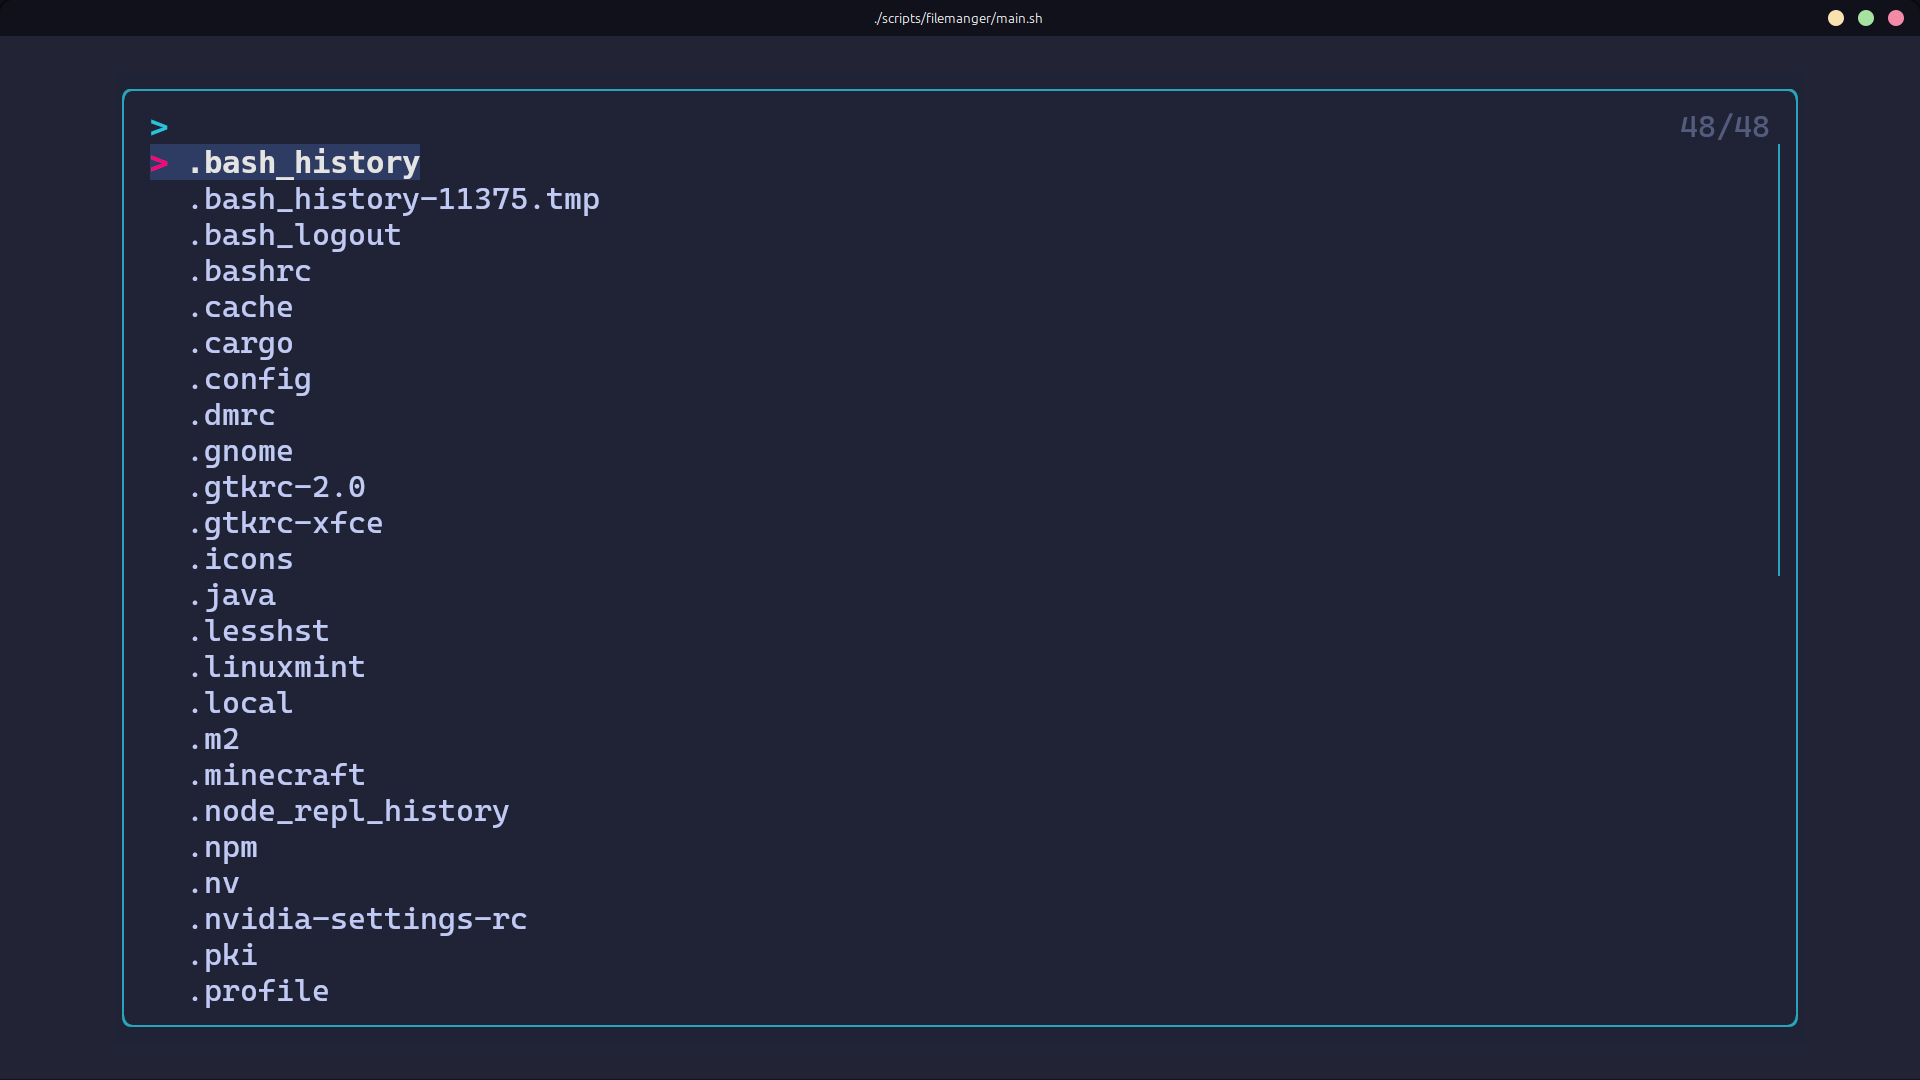 ./scripts/filemanger/main.sh
>
48/48
> .bash_history
.bash_history-11375.tmp
.bash_logout
.bashrc
.cache
.cargo
.config
.dmrc
.gnome
.gtkrc-2.0
.gtkrc-xfce
.icons
.java
.lesshst
.linuxmint
.local
.m2
.minecraft
.node_repl_history
.npm
.nv
.nvidia-settings-rc
.pki
.profile